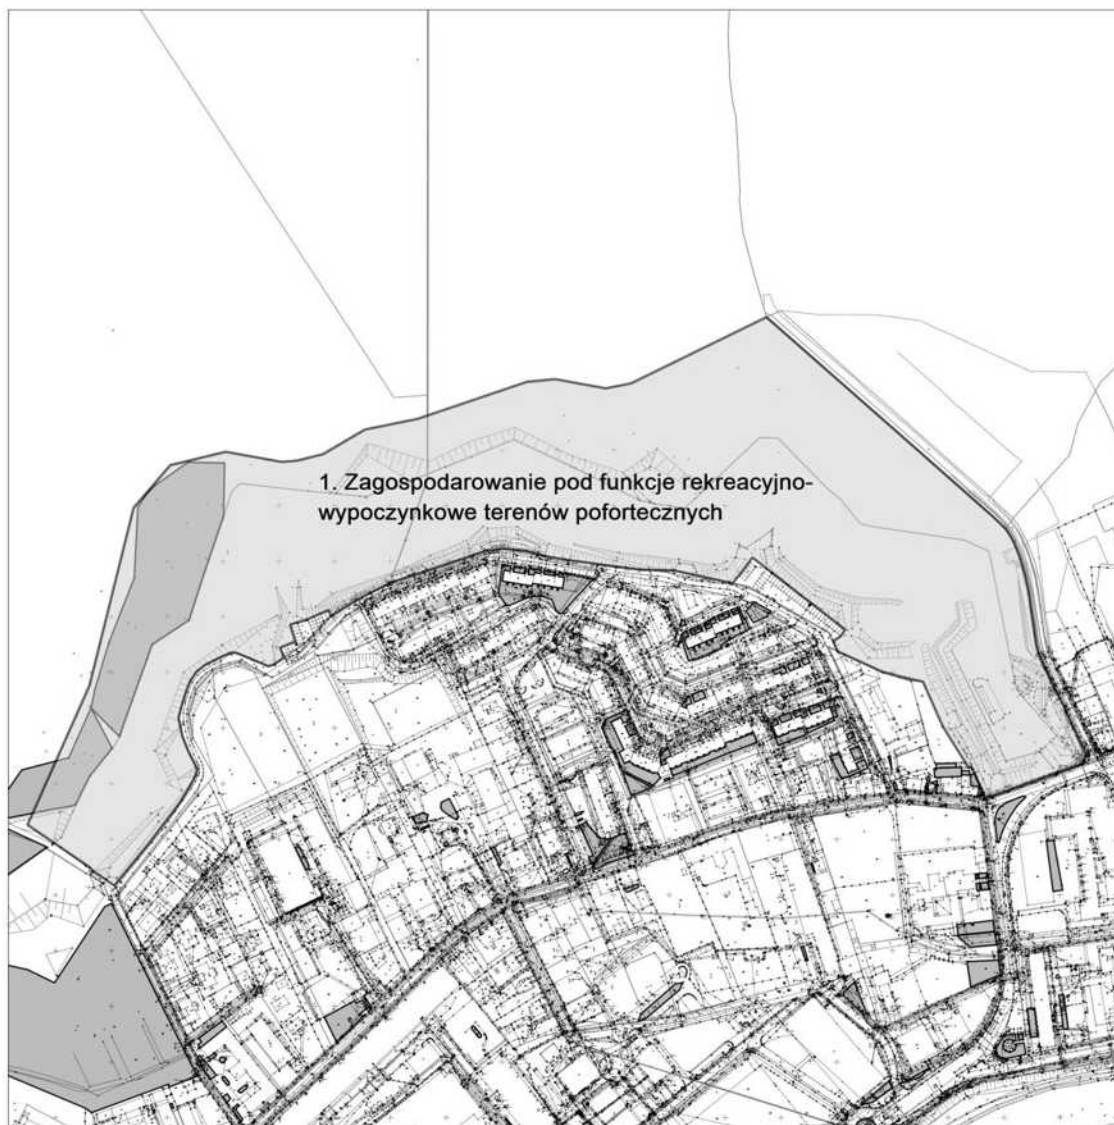 1. Zagospodarowanie pod funkcje rekreacyjno-
wypoczynkowe terenów pofortecznych